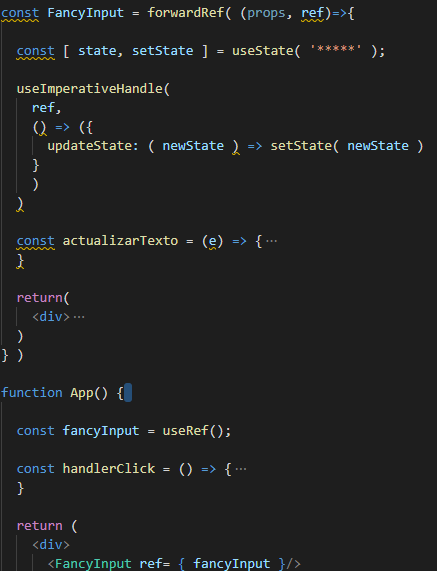 const FancyInput = forwardRef( (props, ref)=>{
const [ state, setState ] = useState( '*****' );
useImperativeHandle(
ref,
() => ({
updateState: ( newState ) => setState( newState )
}
)
)
const actualizarTexto = (e) => { ...
}
return(
<div> ...
)
} )
function App() {
const fancyInput = useRef();
const handlerClick = () => { ...
}
return (
<div>
<FancyInput ref= { fancyInput }/>